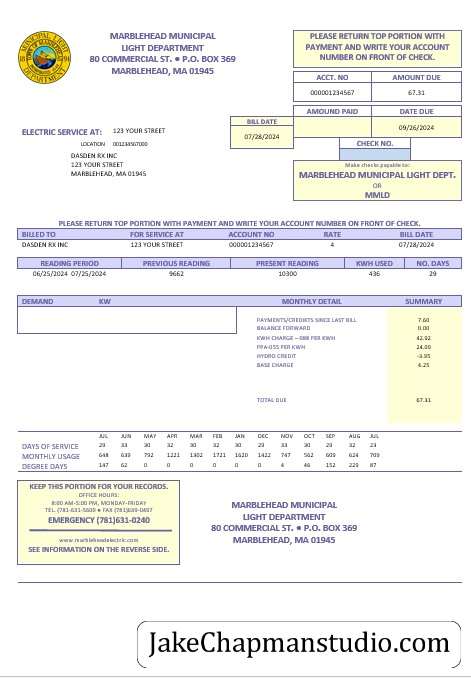 MARBLEHEAD MUNICIPAL
LIGHT DEPARTMENT
80 COMMERCIAL ST. • P.O. BOX 369
MARBLEHEAD, MA 01945
PLEASE RETURN TOP PORTION WITH
PAYMENT AND WRITE YOUR ACCOUNT
NUMBER ON FRONT OF CHECK.
ACCT. NO AMOUNT DUE
000001234567 67.31
AMOUND PAID DATE DUE
09/26/2024
CHECK NO.
BILL DATE
07/28/2024
ELECTRIC SERVICE AT: 123 YOUR STREET
LOCATION 001234567000
DASDEN RX INC
123 YOUR STREET
MARBLEHEAD, MA 01945
Make checks payable to:
MARBLEHEAD MUNICIPAL LIGHT DEPT.
OR
MMLD
PLEASE RETURN TOP PORTION WITH PAYMENT AND WRITE YOUR ACCOUNT NUMBER ON FRONT OF CHECK.
BILLED TO FOR SERVICE AT ACCOUNT NO RATE BILL DATE
DASDEN RX INC 123 YOUR STREET 000001234567 4 07/28/2024
READING PERIOD PREVIOUS READING PRESENT READING KWH USED NO. DAYS
06/25/2024 07/25/2024 9662 10300 436 29
DEMAND KW MONTHLY DETAIL SUMMARY
PAYMENTS/CREDITS SINCE LAST BILL 7.60
BALANCE FORWARD 0.00
KWH CHARGE -088 PER KWH 42.92
PPA-055 PER KWH 24.00
HYDRO CREDIT -3.95
BASE CHARGE 4.25
TOTAL DUE 67.31
JUL JUN MAY APR MAR FEB JAN DEC NOV OCT SEP AUG JUL
DAYS OF SERVICE 29 33 30 32 30 30 32 32 30 30 29 32 23
MONTHLY USAGE 648 639 792 1221 1302 1721 1620 1422 747 562 609 624 709
DEGREE DAYS 147 62 0 0 0 0 0 0 4 46 152 229 87
KEEP THIS PORTION FOR YOUR RECORDS.
OFFICE HOURS:
8:00 AM-5:00 PM, MONDAY-FRIDAY
TEL. (781)631-5600 • FAX (781)639-0497
EMERGENCY (781)631-0240
www.marbleheadelectric.com
SEE INFORMATION ON THE REVERSE SIDE.
MARBLEHEAD MUNICIPAL
LIGHT DEPARTMENT
80 COMMERCIAL ST. • P.O. BOX 369
MARBLEHEAD, MA 01945
JakeChapmanstudio.com